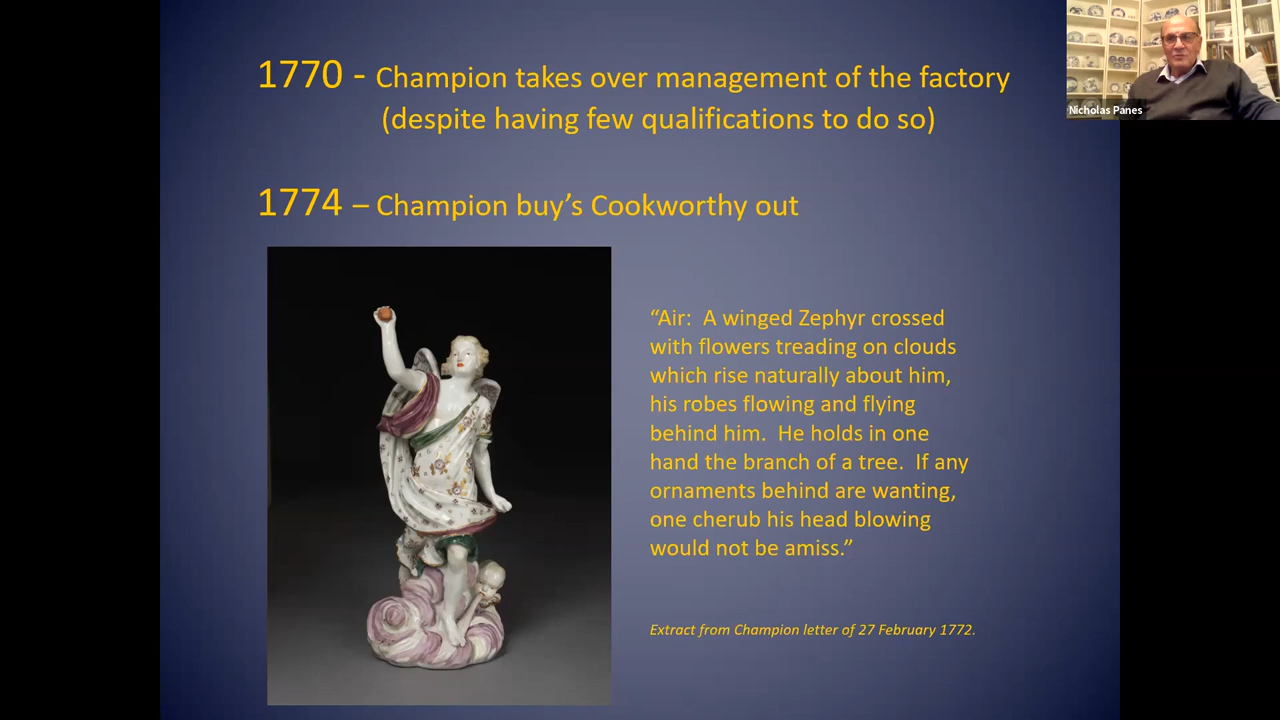 1770 - Champion takes over management of the factory
(despite having few qualifications to do so)
Nicholas Panes
1774 – Champion buy's Cookworthy out
“Air: A winged Zephyr crossed
with flowers treading on clouds
which rise naturally about him,
his robes flowing and flying
behind him. He holds in one
hand the branch of a tree. If any
ornaments behind are wanting,
one cherub his head blowing
would not be amiss.”
Extract from Champion letter of 27 February 1772.